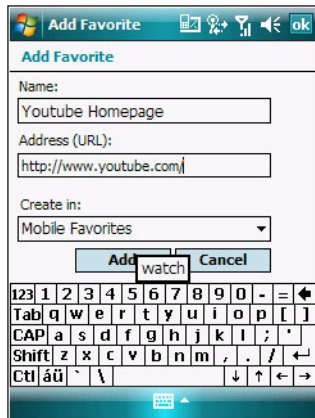 Add Favorite ok
Add Favorite
Name:
Youtube Homepage
Address (URL):
http://www.youtube.com/
Create in:
Mobile Favorites
Add Cancel
watch
123 1 2 3 4 5 6 7 8 9 0 - =
Tab q w e r t y u i o p [ ]
CAP a s d f g h j k l ; '
Shift z x c v b n m , . /
Ctl áü ` \ ↓ ↑ ← →